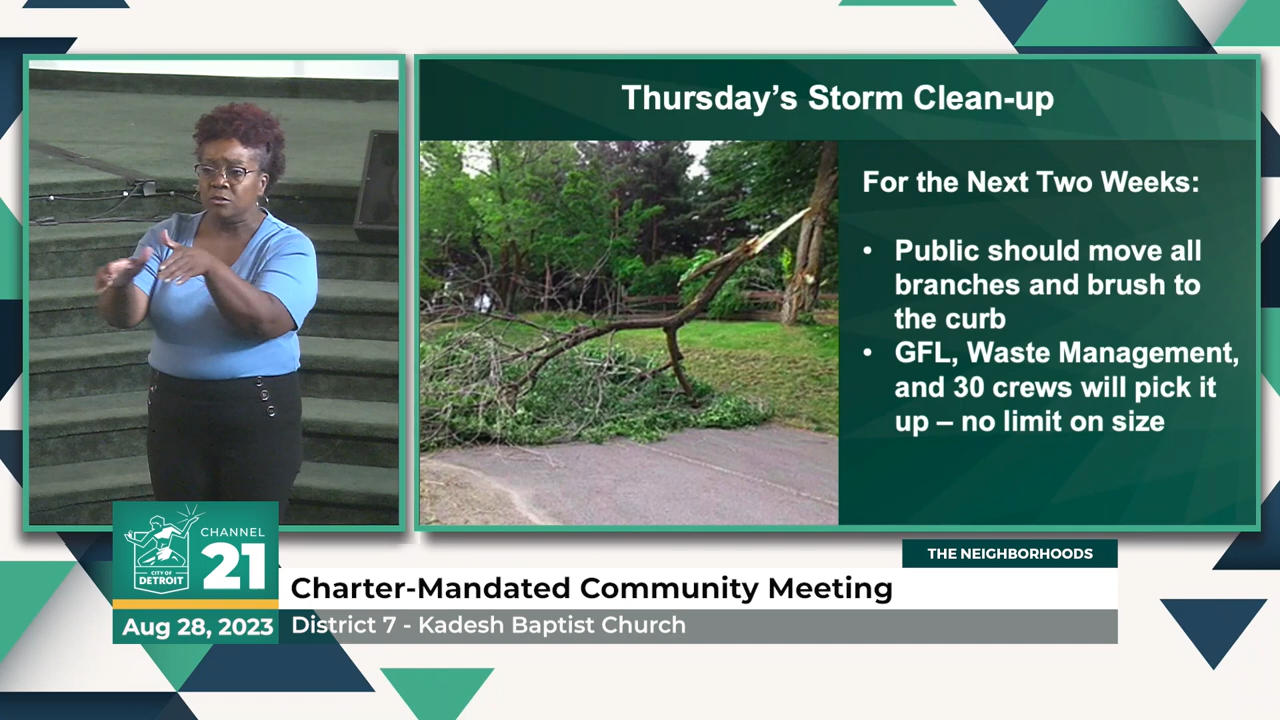 Thursday’s Storm Clean-up
For the Next Two Weeks:
• Public should move all
branches and brush to
the curb
• GFL, Waste Management,
and 30 crews will pick it
up – no limit on size
THE NEIGHBORHOODS
CHANNEL
21
CITY OF
DETROIT
Charter-Mandated Community Meeting
Aug 28, 2023
District 7 - Kadesh Baptist Church